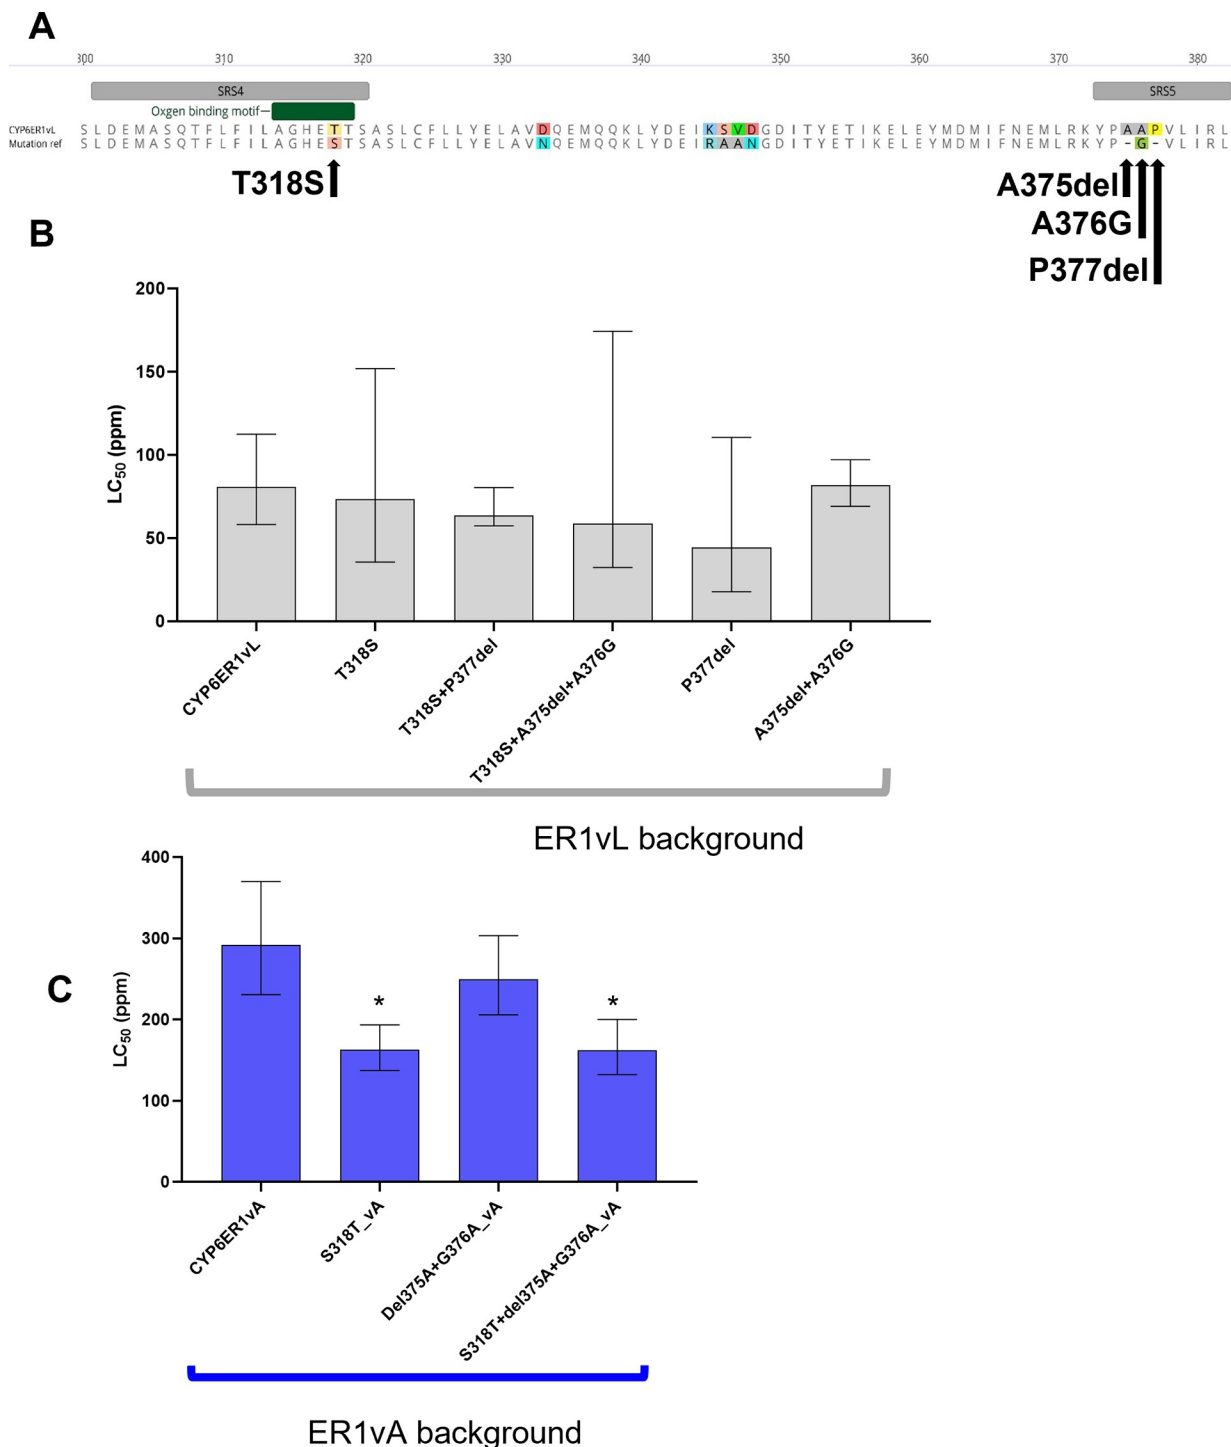 A
300 310 320 330 340 350 360 370 380
SRS4 SRS5
Oxgen binding motif
CYP6ER1vL S L D E M A S Q T F L F I L A G H E T T S A S L C F L L Y E L A V D Q E M Q Q K L Y D E I K S V D G D I T Y E T I K E L E Y M D M I F N E M L R K Y P A A P V L I R L
Mutation ref S L D E M A S Q T F L F I L A G H E S T S A S L C F L L Y E L A V N Q E M Q Q K L Y D E I R A A N G D I T Y E T I K E L E Y M D M I F N E M L R K Y P - G - V L I R L
T318S A375del
A376G
P377del
B
200
150
100
50
0
LC50 (ppm)
CYP6ER1vL
T318S
T318S+P377del
T318S+A375del+A376G
P377del
A375del+A376G
ER1vL background
C
400
300
200
100
0
LC50 (ppm)
* *
CYP6ER1vA
S318T_vA
Del375A+G376A_vA
S318T+del375A+G376A_vA
ER1vA background